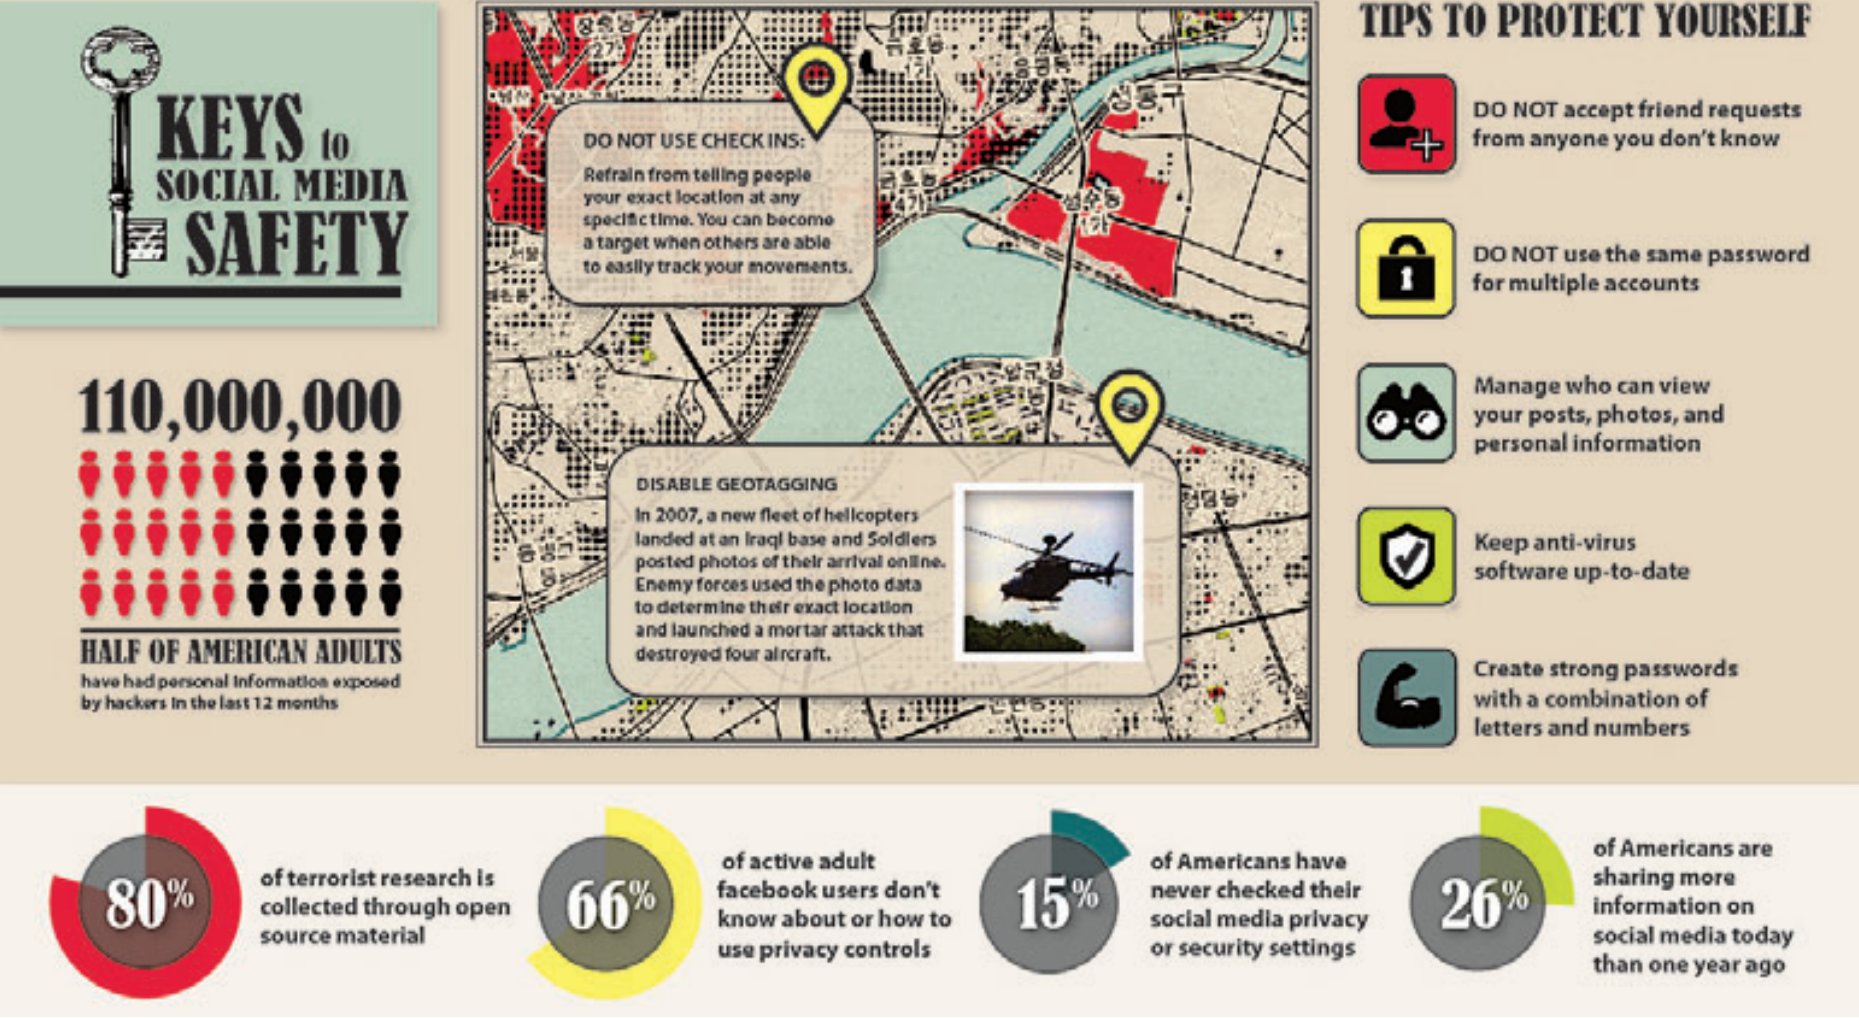 KEYS to
SOCIAL MEDIA
SAFETY
110,000,000
HALF OF AMERICAN ADULTS
have had personal information exposed
by hackers in the last 12 months
DO NOT USE CHECK INS:
Refrain from telling people
your exact location at any
specific time. You can become
a target when others are able
to easily track your movements.
DISABLE GEOTAGGING
In 2007, a new fleet of helicopters
landed at an Iraqi base and Soldiers
posted photos of their arrival online.
Enemy forces used the photo data
to determine their exact location
and launched a mortar attack that
destroyed four aircraft.
성동구
성수동
1가
TIPS TO PROTECT YOURSELF
DO NOT accept friend requests
from anyone you don't know
DO NOT use the same password
for multiple accounts
Manage who can view
your posts, photos, and
personal information
Keep anti-virus
software up-to-date
Create strong passwords
with a combination of
letters and numbers
80%
of terrorist research is
collected through open
source material
66%
of active adult
facebook users don't
know about or how to
use privacy controls
15%
of Americans have
never checked their
social media privacy
or security settings
26%
of Americans are
sharing more
information on
social media today
than one year ago